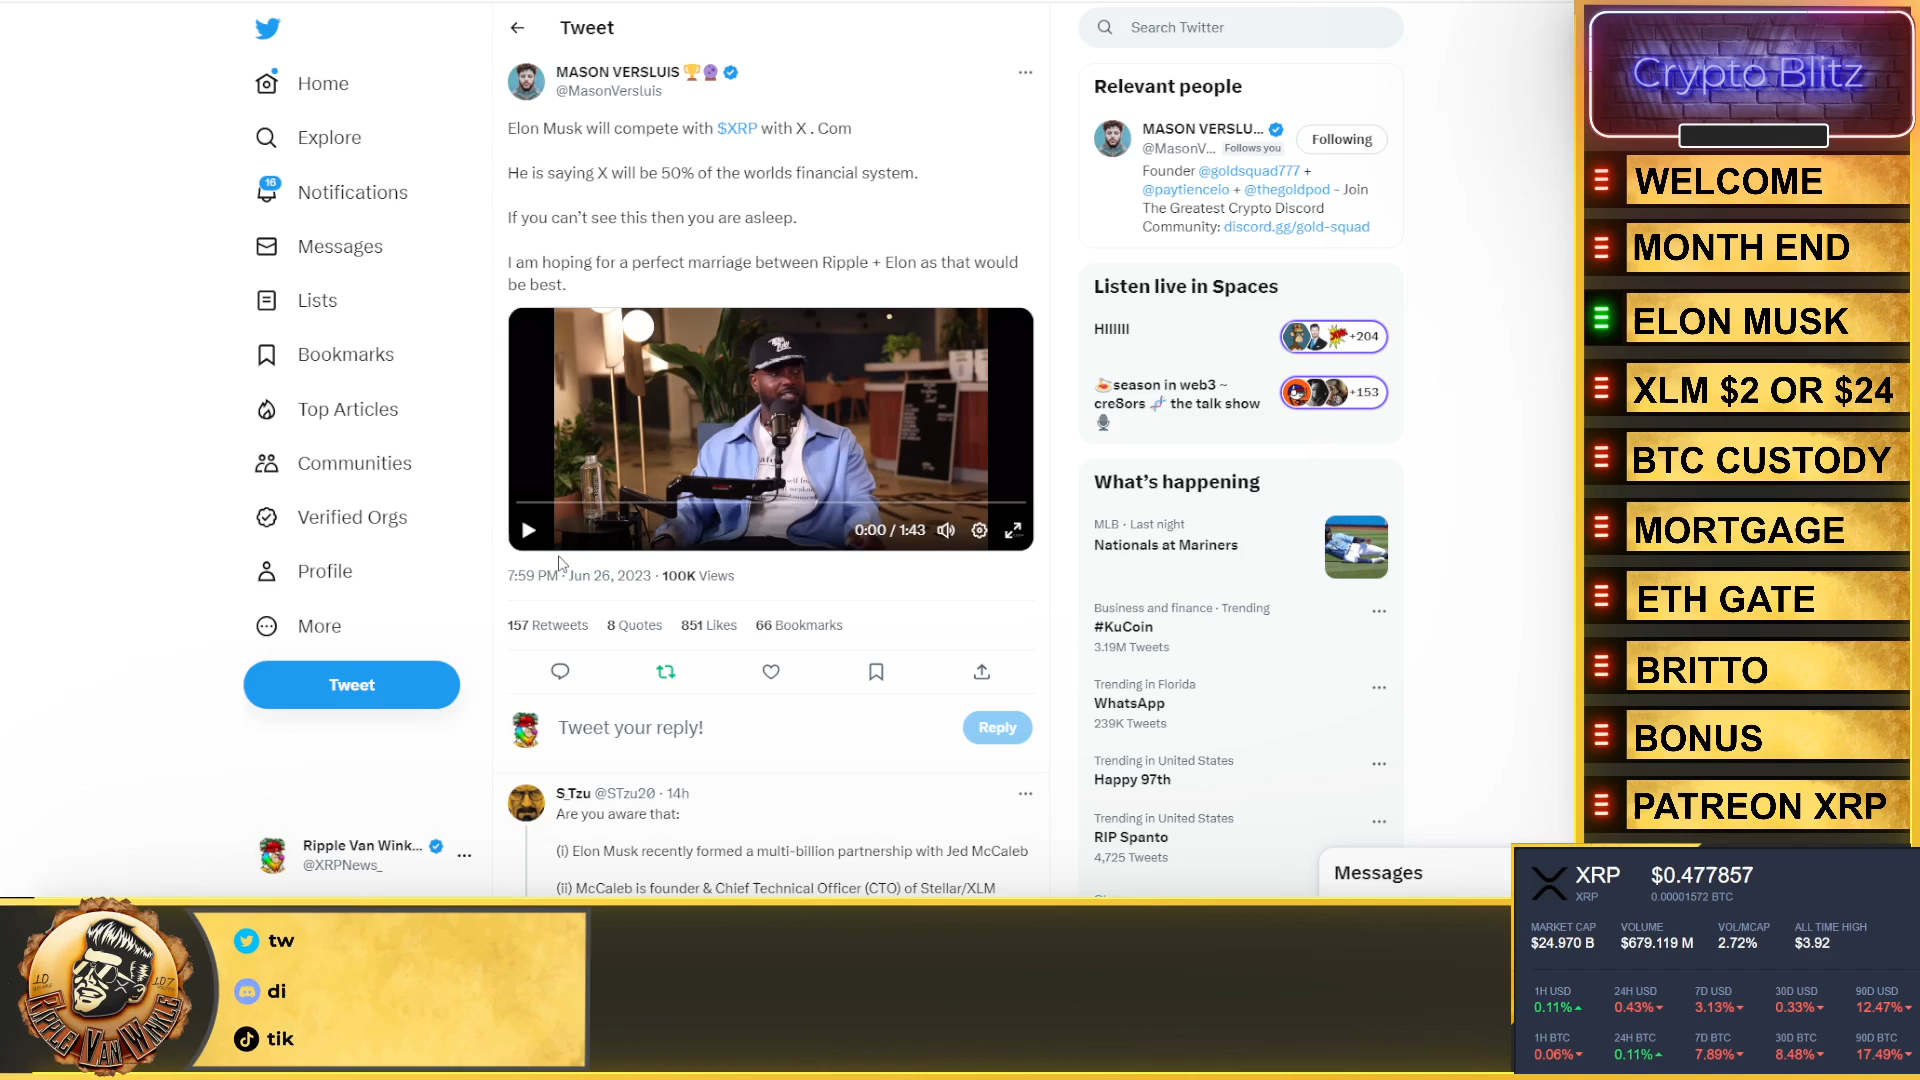 Home
Explore
16
Notifications
Messages
Lists
Bookmarks
Top Articles
Communities
Verified Orgs
Profile
More
Tweet
Ripple Van Wink...
@XRPNews_
Tweet
MASON VERSLUIS
@MasonVersluis
Elon Musk will compete with $XRP with X . Com
He is saying X will be 50% of the worlds financial system.
If you can't see this then you are asleep.
I am hoping for a perfect marriage between Ripple + Elon as that would
be best.
0:00 / 1:43
7:59 PM · Jun 26, 2023 · 100K Views
157 Retweets 8 Quotes 851 Likes 66 Bookmarks
Tweet your reply!
Reply
S_Tzu @STzu20 · 14h
Are you aware that:
(i) Elon Musk recently formed a multi-billion partnership with Jed McCaleb
(ii) McCaleb is founder & Chief Technical Officer (CTO) of Stellar/XLM
Search Twitter
Relevant people
MASON VERSLU...
@MasonV... Follows you
Following
Founder @goldsquad777 +
@paytienceio + @thegoldpod - Join
The Greatest Crypto Discord
Community: discord.gg/gold-squad
Listen live in Spaces
HIIIIII
+204
season in web3 ~
cre8ors the talk show
+153
What's happening
MLB · Last night
Nationals at Mariners
Business and finance · Trending
#KuCoin
3.19M Tweets
Trending in Florida
WhatsApp
239K Tweets
Trending in United States
Happy 97th
Trending in United States
RIP Spanto
4,725 Tweets
Messages
Crypto Blitz
WELCOME
MONTH END
ELON MUSK
XLM $2 OR $24
BTC CUSTODY
MORTGAGE
ETH GATE
BRITTO
BONUS
PATREON XRP
XRP $0.477857
XRP 0.00001572 BTC
MARKET CAP VOLUME VOL/MCAP ALL TIME HIGH
$24.970 B $679.119 M 2.72% $3.92
1H USD 24H USD 7D USD 30D USD 90D USD
0.11% 0.43% 3.13% 0.33% 12.47%
1H BTC 24H BTC 7D BTC 30D BTC 90D BTC
0.06% 0.11% 7.89% 8.48% 17.49%
10 107
RIPPLE VAN WINKLE
tw
di
tik